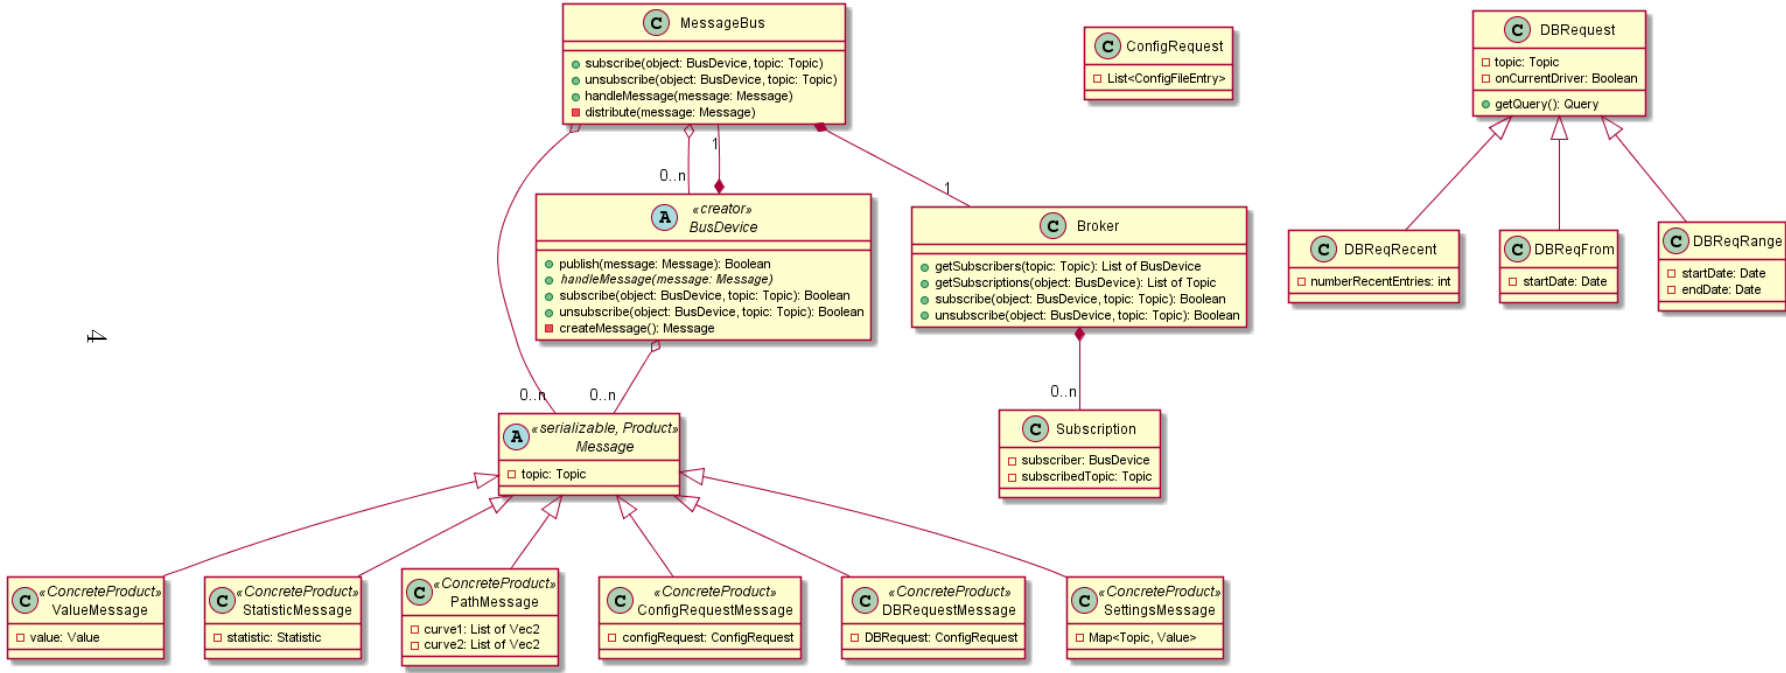 C MessageBus
subscribe(object: BusDevice, topic: Topic)
unsubscribe(object: BusDevice, topic: Topic)
handleMessage(message: Message)
distribute(message: Message)
C ConfigRequest
List<ConfigFileEntry>
C DBRequest
topic: Topic
onCurrentDriver: Boolean
getQuery(): Query
1
0..n
1
A «creator»
BusDevice
publish(message: Message): Boolean
handleMessage(message: Message)
subscribe(object: BusDevice, topic: Topic): Boolean
unsubscribe(object: BusDevice, topic: Topic): Boolean
createMessage(): Message
C Broker
getSubscribers(topic: Topic): List of BusDevice
getSubscriptions(object: BusDevice): List of Topic
subscribe(object: BusDevice, topic: Topic): Boolean
unsubscribe(object: BusDevice, topic: Topic): Boolean
C DBReqRecent
numberRecentEntries: int
C DBReqFrom
startDate: Date
C DBReqRange
startDate: Date
endDate: Date
4
0..n
0..n
0..n
A «serializable, Product»
Message
topic: Topic
C Subscription
subscriber: BusDevice
subscribedTopic: Topic
C «ConcreteProduct»
ValueMessage
value: Value
C «ConcreteProduct»
StatisticMessage
statistic: Statistic
C «ConcreteProduct»
PathMessage
curve1: List of Vec2
curve2: List of Vec2
C «ConcreteProduct»
ConfigRequestMessage
configRequest: ConfigRequest
C «ConcreteProduct»
DBRequestMessage
DBRequest: ConfigRequest
C «ConcreteProduct»
SettingsMessage
Map<Topic, Value>